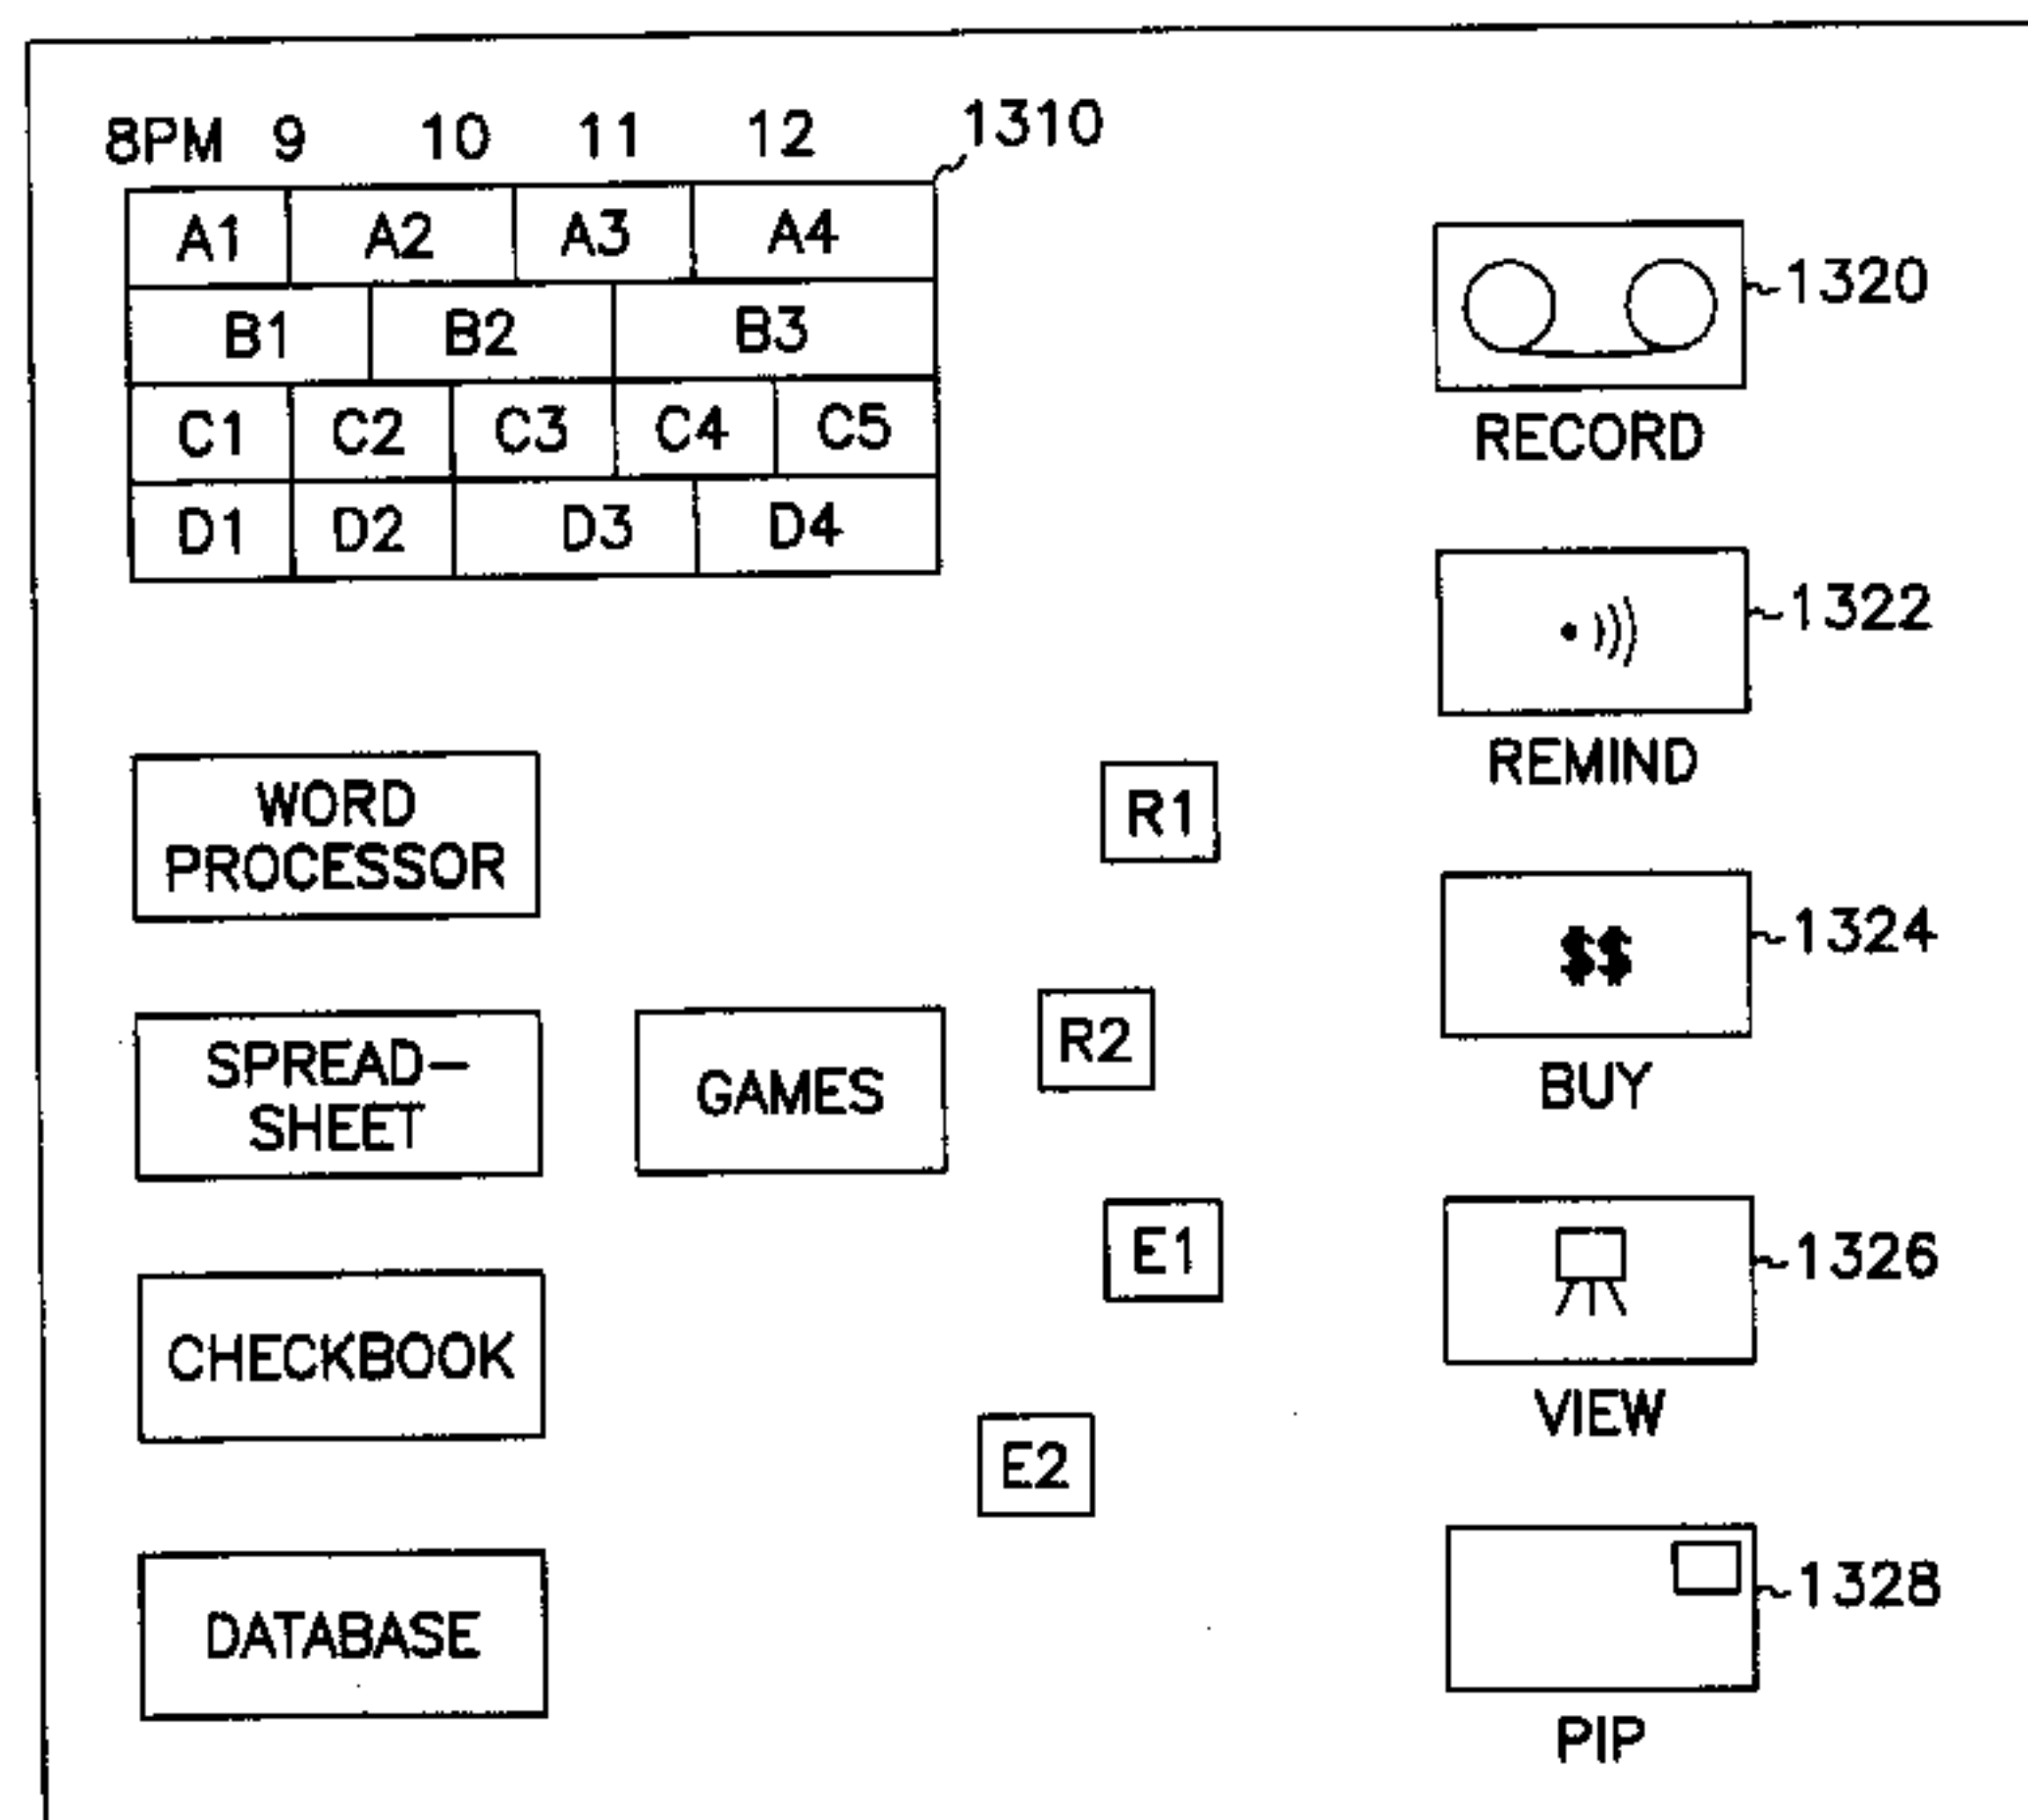 8PM 9 10 11 12 1310
A1 A2 A3 A4
B1 B2 B3
C1 C2 C3 C4 C5
D1 D2 D3 D4
1320
RECORD
1322
REMIND
WORD
PROCESSOR
R1
$$
1324
BUY
SPREAD-
SHEET
GAMES
R2
E1
1326
VIEW
CHECKBOOK
E2
DATABASE
1328
PIP